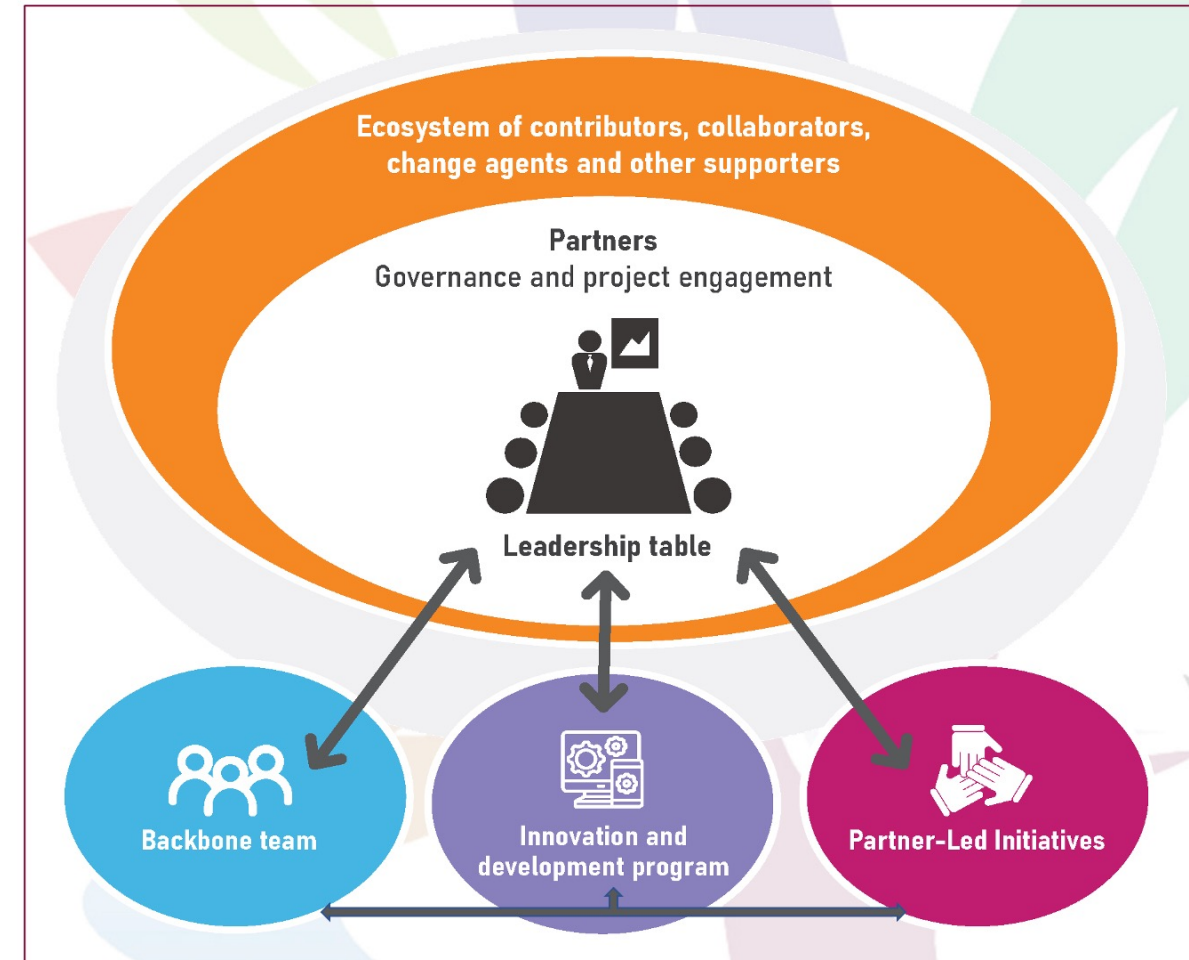 Ecosystem of contributors, collaborators,
change agents and other supporters
Partners
Governance and project engagement
Leadership table
Backbone team
Innovation and
development program
Partner-Led Initiatives